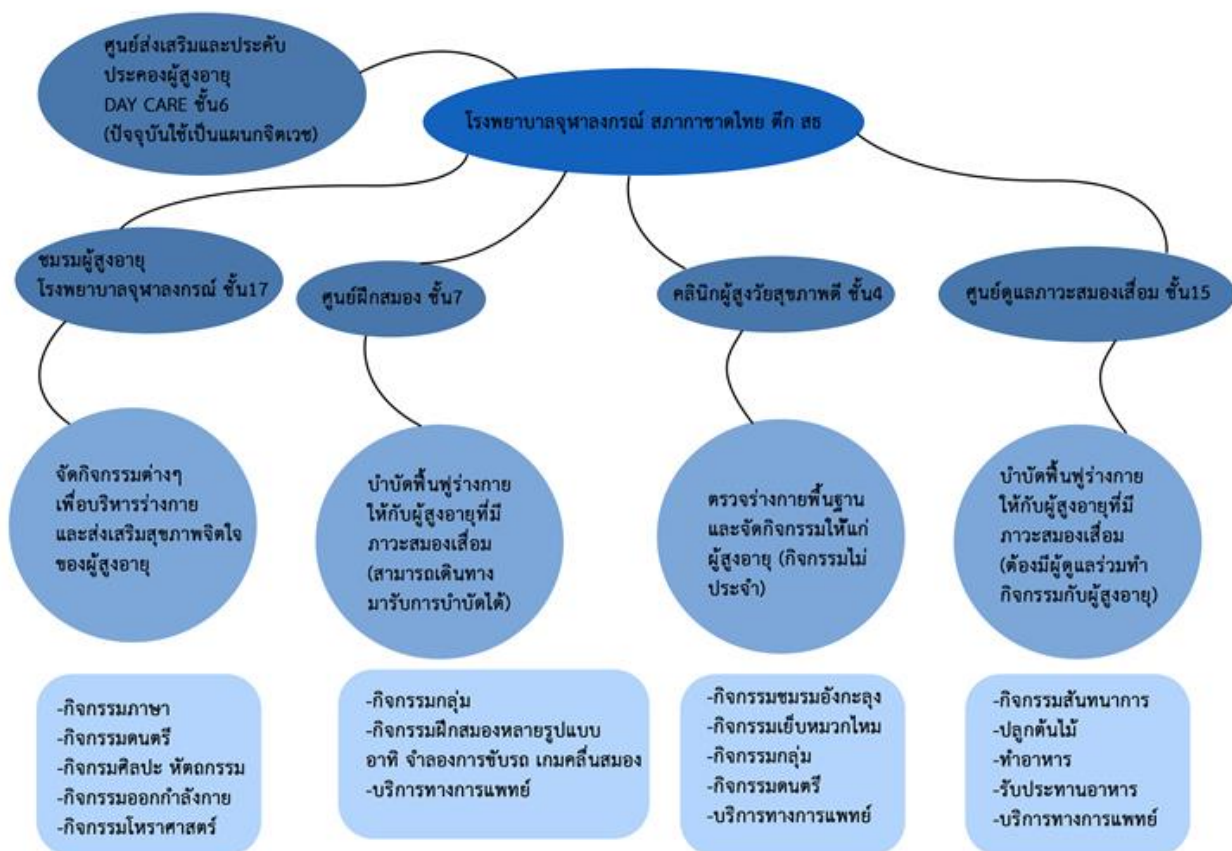 ศูนย์ส่งเสริมและประคับ
ประคองผู้สูงอายุ
DAY CARE ชั้น6
(ปัจจุบันใช้เป็นแผนกจิตเวช)
โรงพยาบาลจุฬาลงกรณ์ สภากาชาดไทย ตึก สธ
ชมรมผู้สูงอายุ
โรงพยาบาลจุฬาลงกรณ์ ชั้น17
ศูนย์ฝึกสมอง ชั้น7
คลินิกผู้สูงวัยสุขภาพดี ชั้น4
ศูนย์ดูแลภาวะสมองเสื่อม ชั้น15
จัดกิจกรรมต่างๆ
เพื่อบริหารร่างกาย
และส่งเสริมสุขภาพจิตใจ
ของผู้สูงอายุ
บำบัดฟื้นฟูร่างกาย
ให้กับผู้สูงอายุที่มี
ภาวะสมองเสื่อม
(สามารถเดินทาง
มารับการบำบัดได้)
ตรวจร่างกายพื้นฐาน
และจัดกิจกรรมให้แก่
ผู้สูงอายุ (กิจกรรมไม่
ประจำ)
บำบัดฟื้นฟูร่างกาย
ให้กับผู้สูงอายุที่มี
ภาวะสมองเสื่อม
(ต้องมีผู้ดูแลร่วมทำ
กิจกรรมกับผู้สูงอายุ)
-กิจกรรมภาษา
-กิจกรรมดนตรี
-กิจกรมศิลปะ หัตถกรรม
-กิจกรรมออกกำลังกาย
-กิจกรรมโหราศาสตร์
-กิจกรรมกลุ่ม
-กิจกรรมฝึกสมองหลายรูปแบบ
อาทิ จำลองการขับรถ เกมคลื่นสมอง
-บริการทางการแพทย์
-กิจกรรมชมรมอังกะลุง
-กิจกรรมเย็บหมวกไหม
-กิจกรรมกลุ่ม
-กิจกรรมดนตรี
-บริการทางการแพทย์
-กิจกรรมสันทนาการ
-ปลูกต้นไม้
-ทำอาหาร
-รับประทานอาหาร
-บริการทางการแพทย์